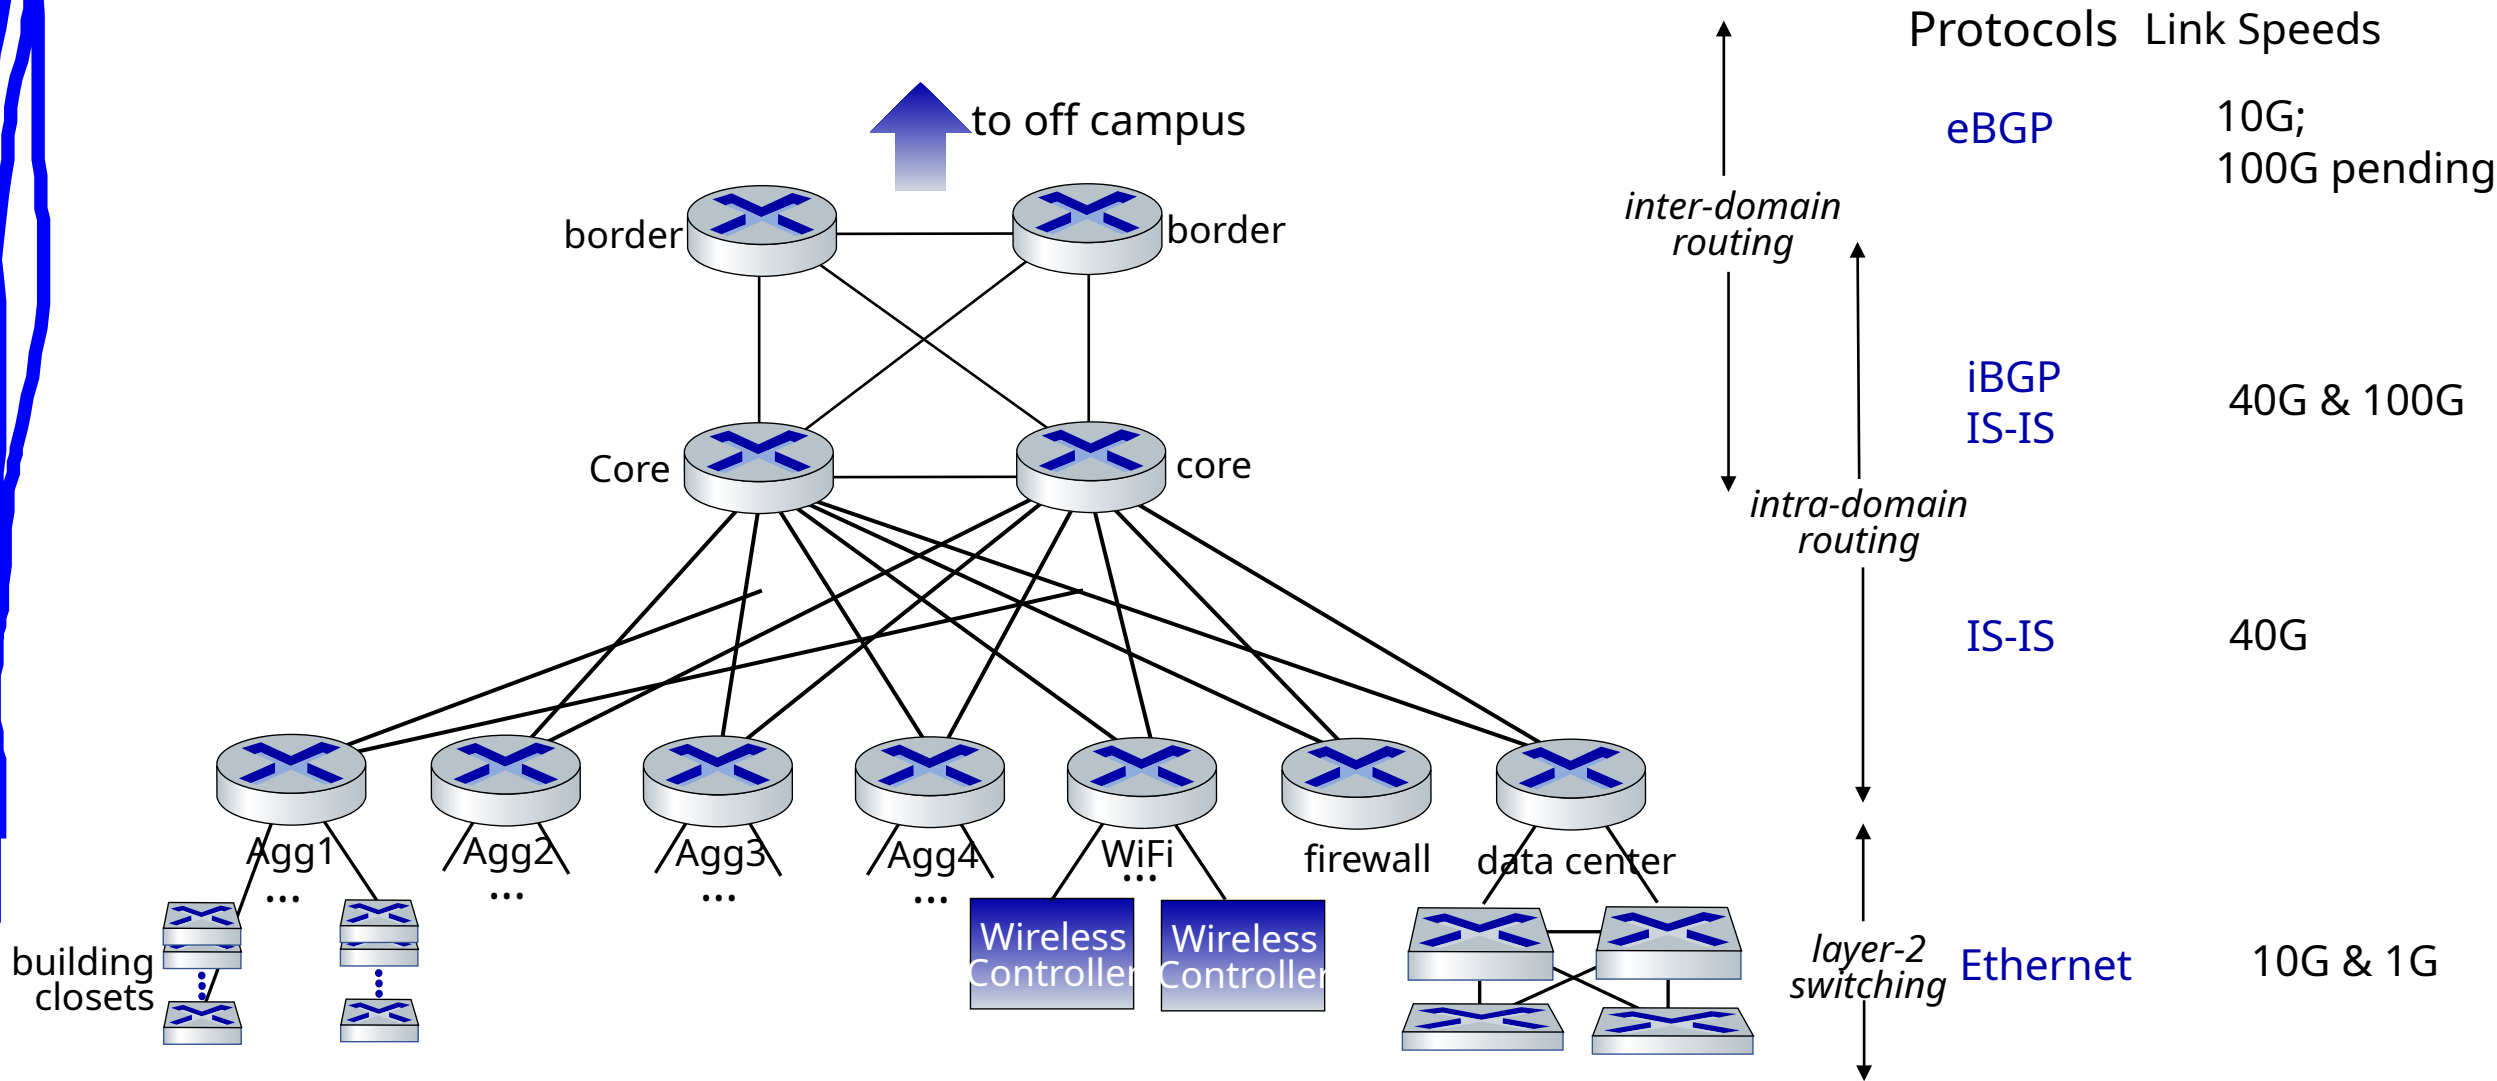 Protocols Link Speeds
to off campus
eBGP
10G;
100G pending
border
border
inter-domain
routing
iBGP
IS-IS
40G & 100G
Core
core
intra-domain
routing
IS-IS
40G
Agg1
Agg2
Agg3
Agg4
WiFi
firewall
data center
...
...
...
...
...
building
closets
Wireless
Controller
Wireless
Controller
layer-2
switching
Ethernet
10G & 1G